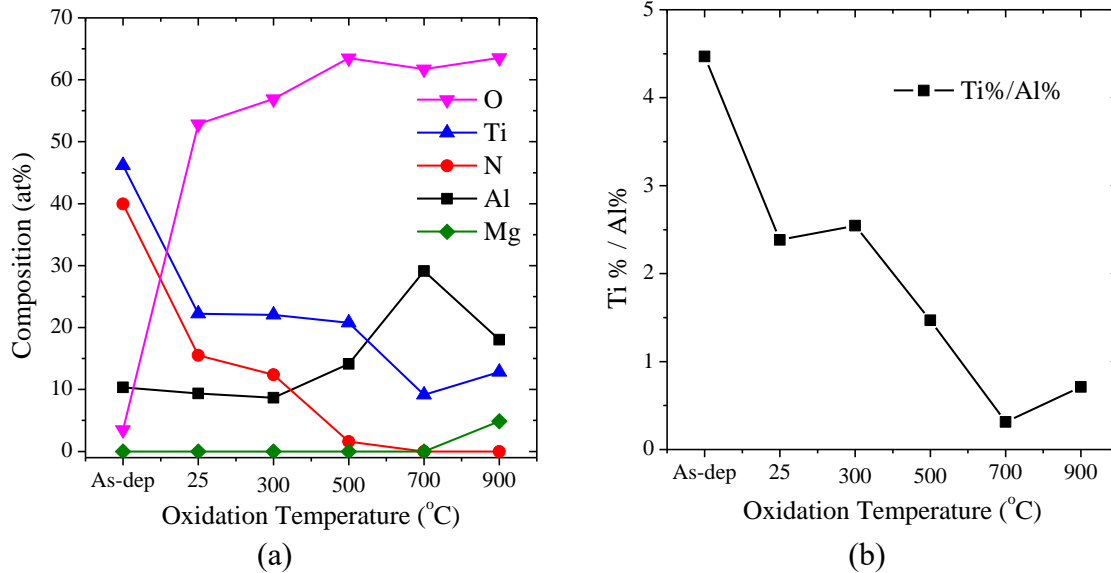 70
60
50
40
30
20
10
0
Composition (at%)
O
Ti
N
Al
Mg
As-dep 25 300 500 700 900
Oxidation Temperature (°C)
(a)
5
4
3
2
1
0
Ti % / Al%
Ti%/Al%
As-dep 25 300 500 700 900
Oxidation Temperature (°C)
(b)